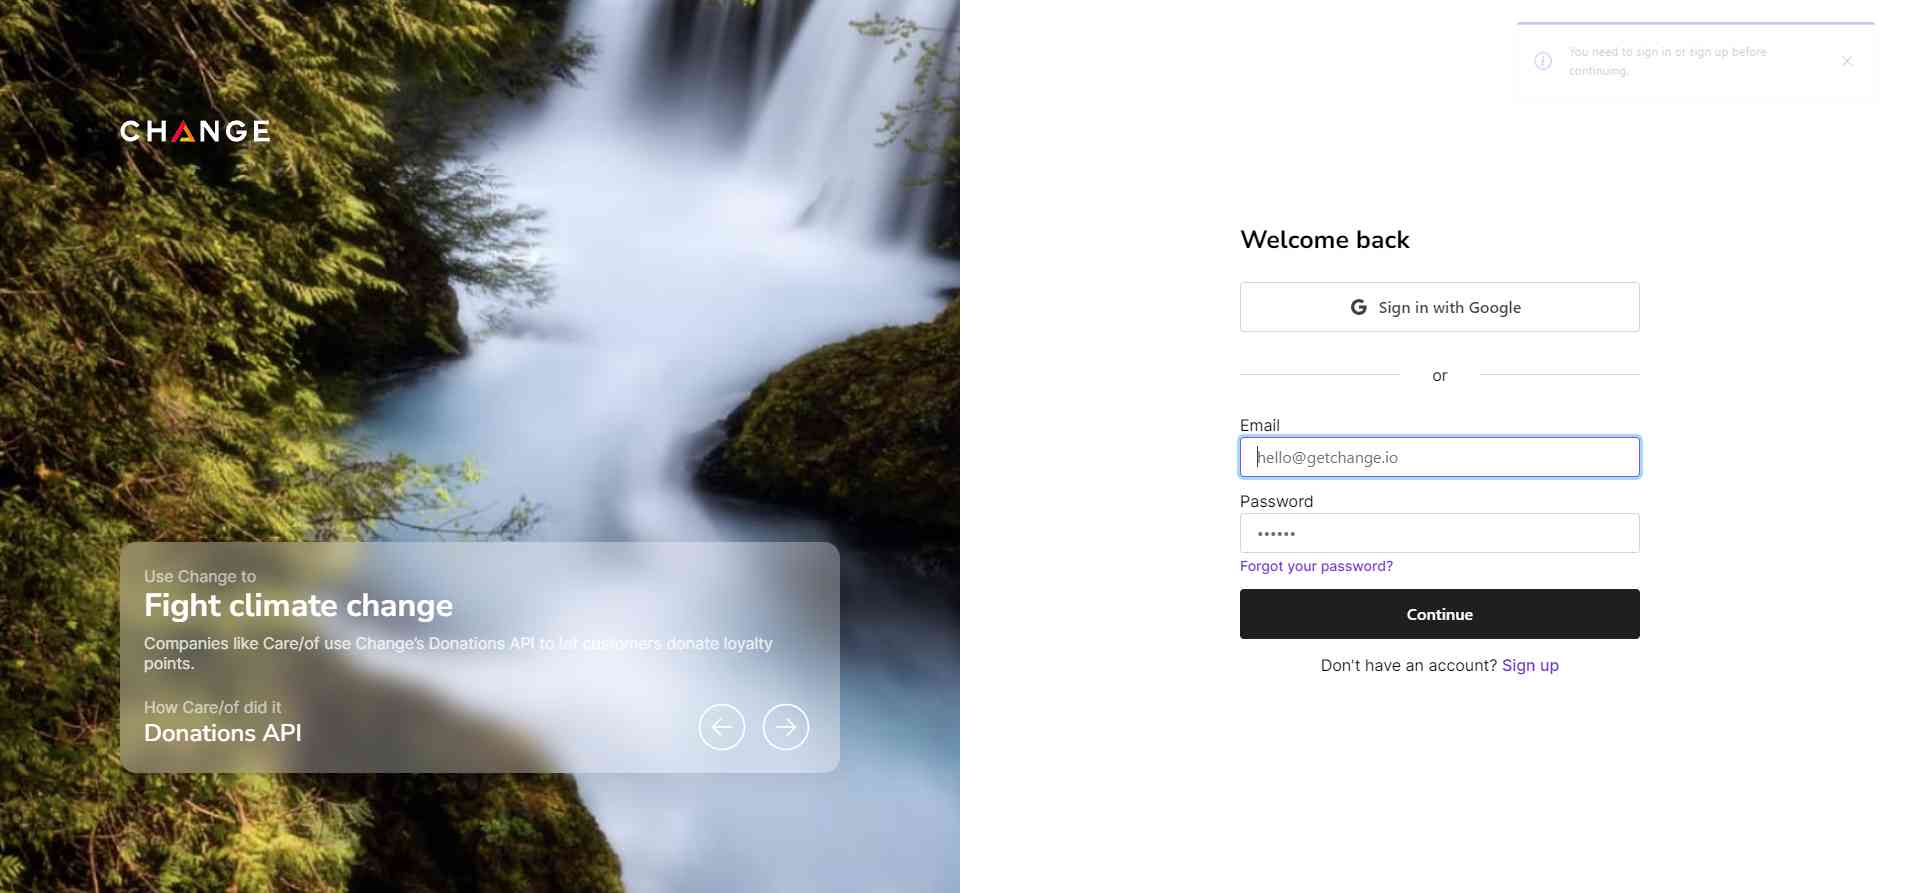 CHANGE
Use Change to
Fight climate change
Companies like Care/of use Change's Donations API to let customers donate loyalty
points.
How Care/of did it
Donations API
You need to sign in or sign up before
continuing.
Welcome back
G Sign in with Google
or
Email
hello@getchange.io
Password
••••••
Forgot your password?
Continue
Don't have an account? Sign up